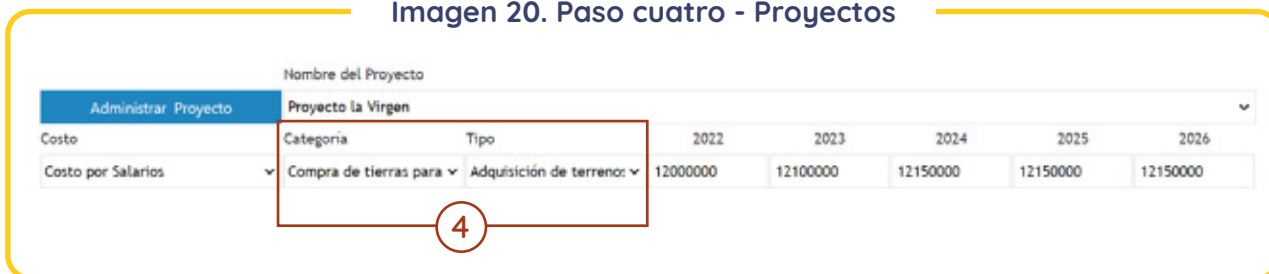 Imagen 20. Paso cuatro - Proyectos
Nombre del Proyecto
Administrar Proyecto Proyecto la Virgen
Costo Categoría Tipo 2022 2023 2024 2025 2026
Costo por Salarios Compra de tierras para Adquisición de terrenos 12000000 12100000 12150000 12150000 12150000
4